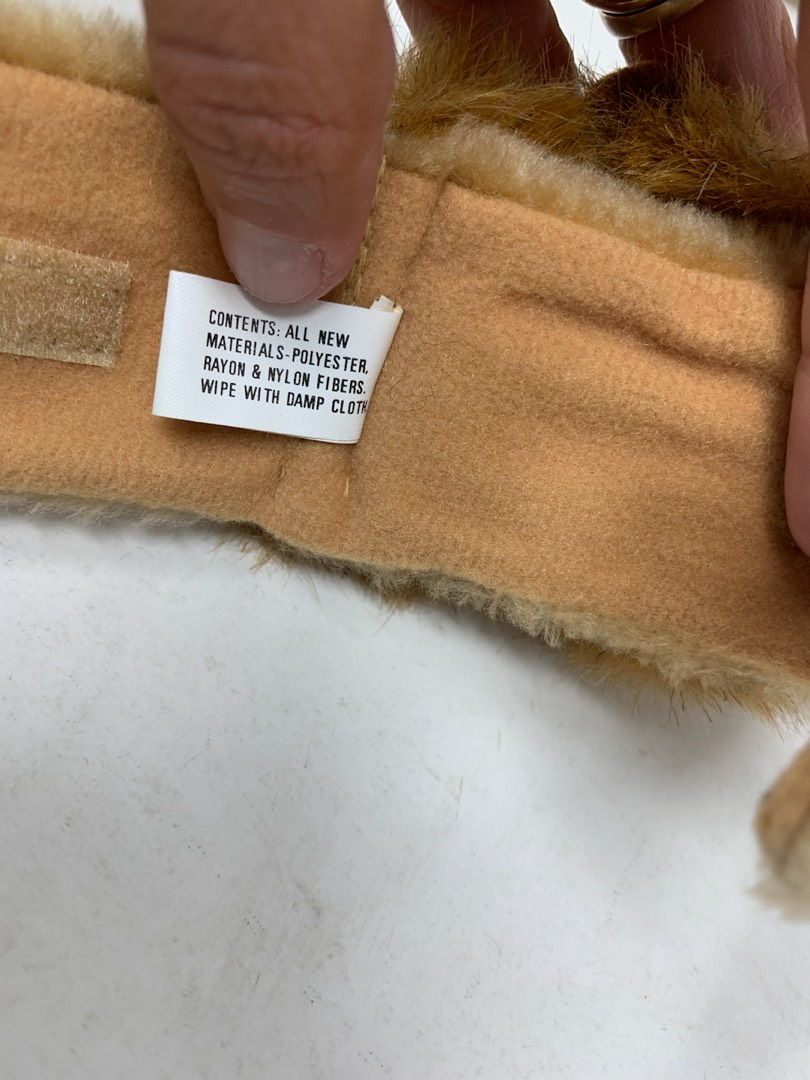 CONTENTS: ALL NEW
MATERIALS-POLYESTER,
RAYON & NYLON FIBERS.
WIPE WITH DAMP CLOTH